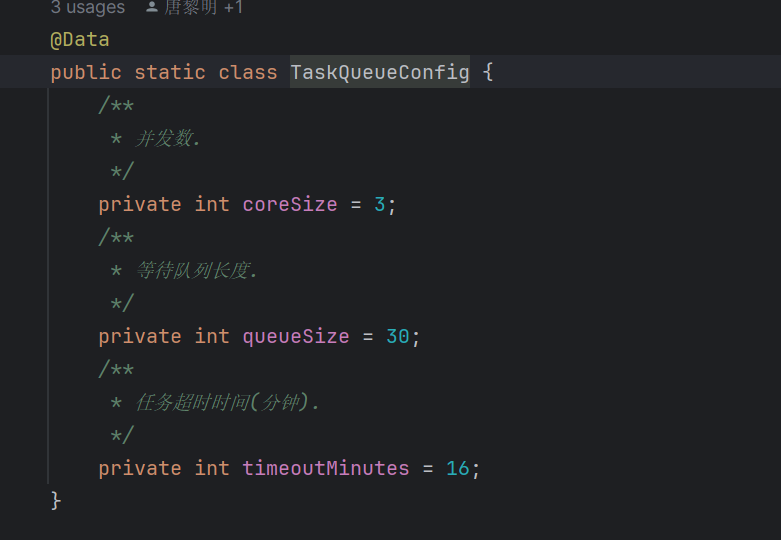 3 usages 唐黎明 +1
@Data
public static class TaskQueueConfig {
/**
* 并发数.
*/
private int coreSize = 3;
/**
* 等待队列长度.
*/
private int queueSize = 30;
/**
* 任务超时时间(分钟).
*/
private int timeoutMinutes = 16;
}